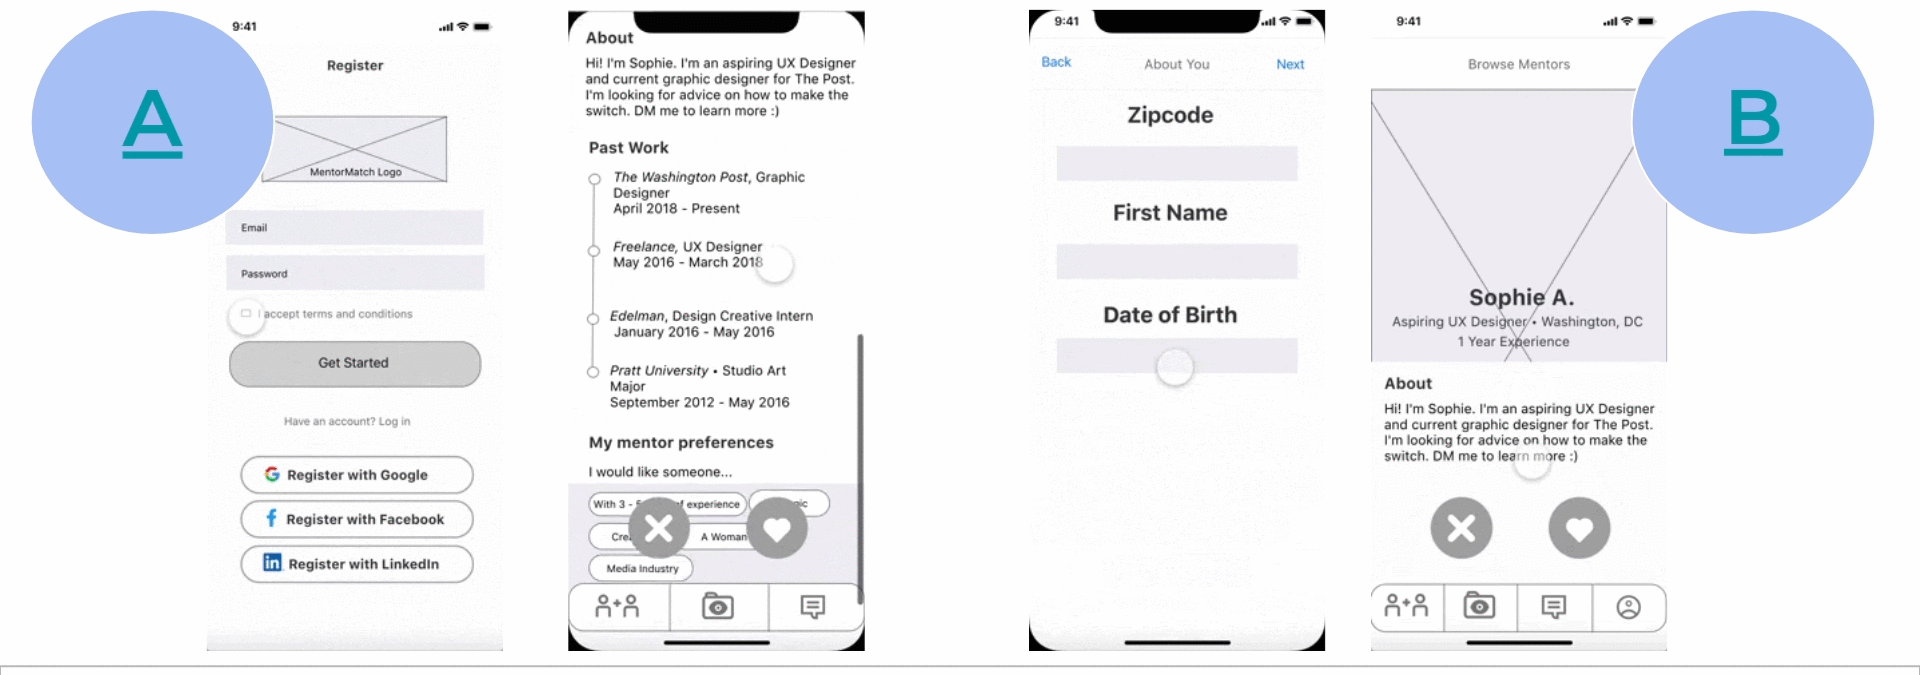 A
9:41
Register
MentorMatch Logo
Email
Password
I accept terms and conditions
Get Started
Have an account? Log in
Register with Google
Register with Facebook
Register with LinkedIn
About
Hi! I'm Sophie. I'm an aspiring UX Designer
and current graphic designer for The Post.
I'm looking for advice on how to make the
switch. DM me to learn more :)
Past Work
The Washington Post, Graphic
Designer
April 2018 - Present
Freelance, UX Designer
May 2016 - March 2018
Edelman, Design Creative Intern
January 2016 - May 2016
Pratt University • Studio Art
Major
September 2012 - May 2016
My mentor preferences
I would like someone...
With 3 - 
experience
A Woman
Media Industry
9:41
Back
About You
Next
Zipcode
First Name
Date of Birth
9:41
Browse Mentors
Sophie A.
Aspiring UX Designer • Washington, DC
1 Year Experience
About
Hi! I'm Sophie. I'm an aspiring UX Designer
and current graphic designer for The Post.
I'm looking for advice on how to make the
switch. DM me to learn more :)
B